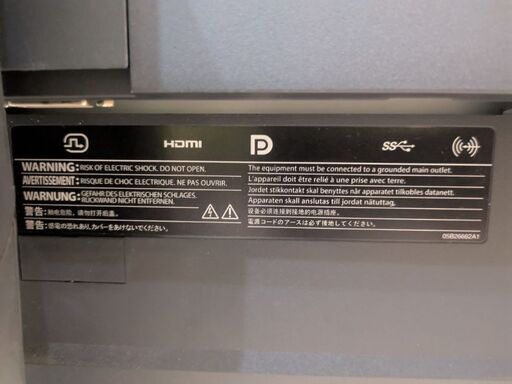 HDMI
SS
WARNING: RISK OF ELECTRIC SHOCK. DO NOT OPEN.
AVERTISSEMENT: RISQUE DE CHOC ELECTRIQUE. NE PAS OUVRIR.
WARNUNG: GEFAHR DES ELEKTRISCHEN SCHLAGES.
RÜCKWAND NICHT ENTFERNEN.
警告: 触电危险，请勿打开后盖。
警告: 感電の恐れあり、カバーをあけないでください。
The equipment must be connected to a grounded main outlet.
L'appareil doit être relié à une prise avec terre.
Jordet stikkontakt skal benyttes når apparatet tilkobles datanett.
Apparaten skall anslutas till jordat nätuttag.
设备必须连接到接地的电源插座。
電源コードのアースは必ず接地してください。
05B26662A1